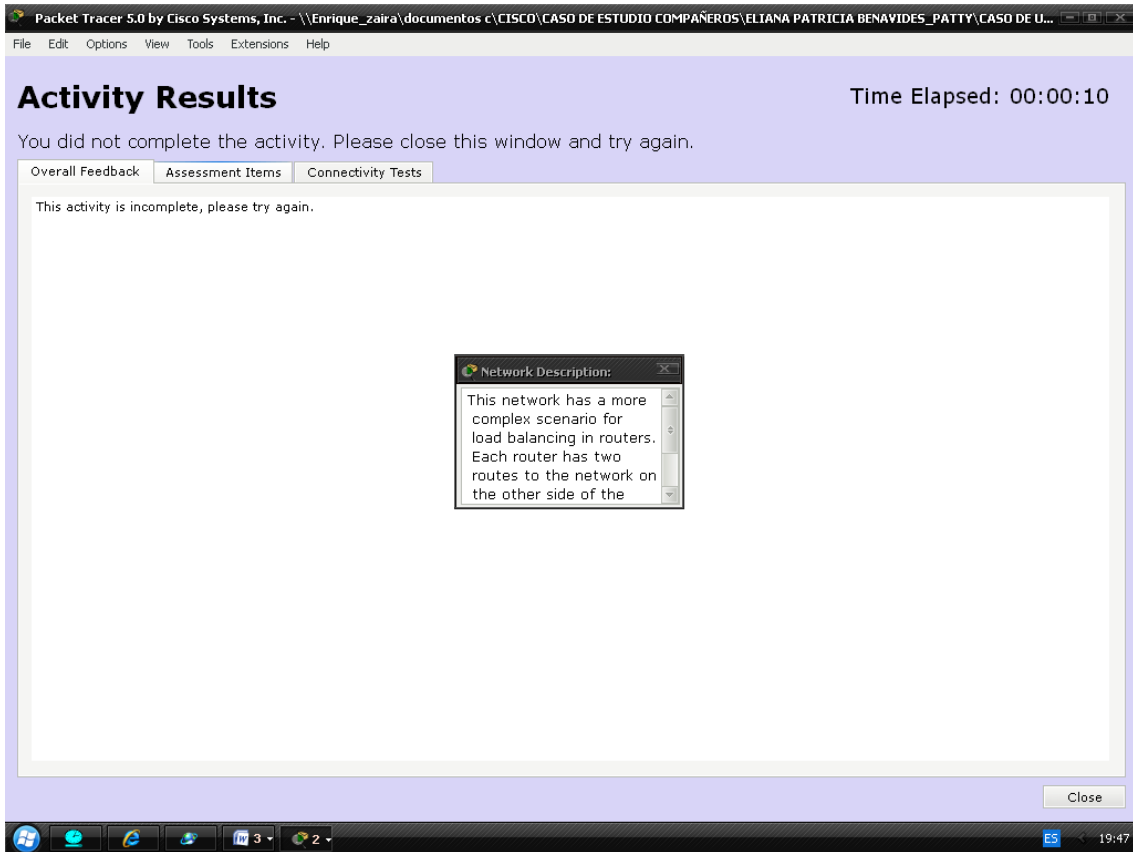 Packet Tracer 5.0 by Cisco Systems, Inc. - \\Enrique_zaira\documentos c\CISCO\CASO DE ESTUDIO COMPAÑEROS\ELIANA PATRICIA BENAVIDES_PATTY\CASO DE U...
File Edit Options View Tools Extensions Help
Activity Results
Time Elapsed: 00:00:10
You did not complete the activity. Please close this window and try again.
Overall Feedback Assessment Items Connectivity Tests
This activity is incomplete, please try again.
Network Description:
This network has a more
complex scenario for
load balancing in routers.
Each router has two
routes to the network on
the other side of the
Close
3 2 ES 19:47